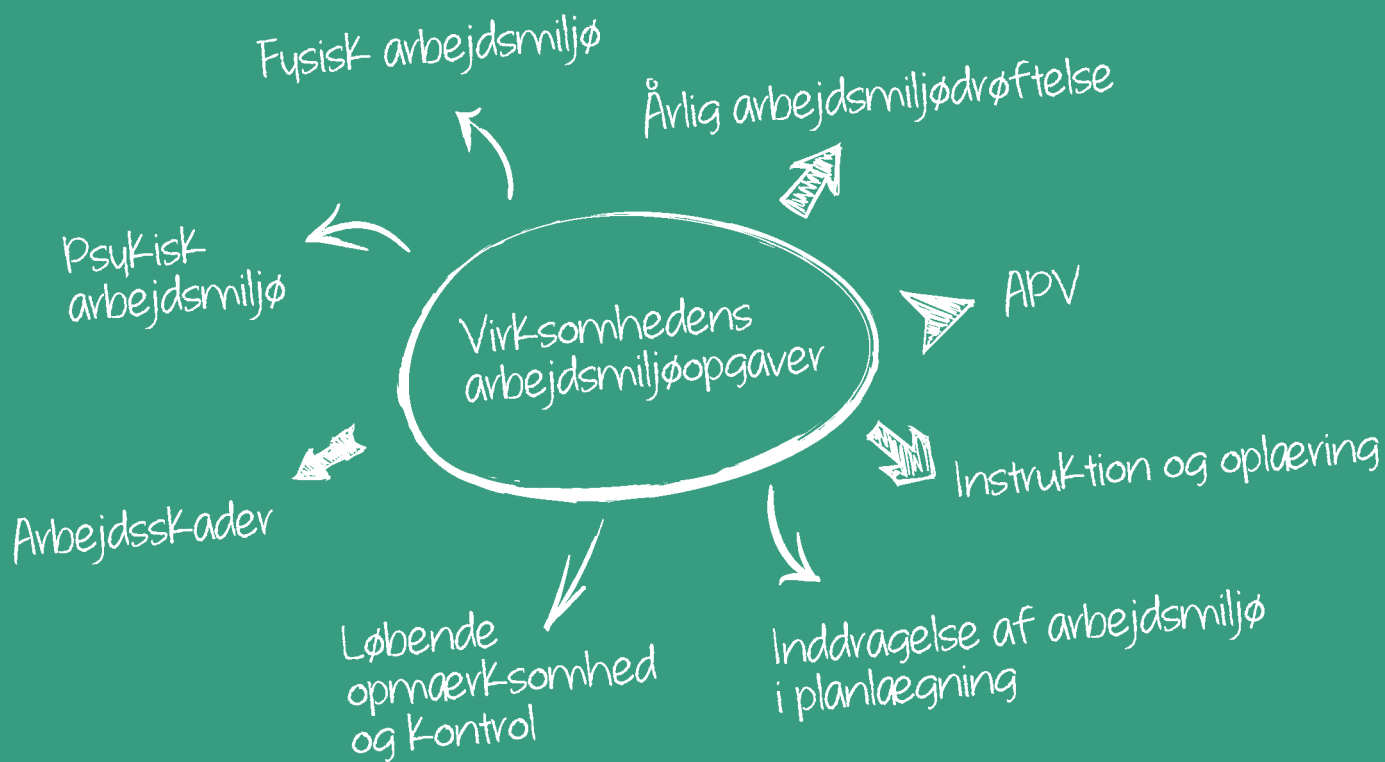 Fysisk arbejdsmiljø
Årlig arbejdsmiljødrøftelse
Psykisk
arbejdsmiljø
Virksomhedens
arbejdsmiljøopgaver
APV
Instruktion og oplæring
Arbejdsskader
Løbende
opmærksomhed
og kontrol
Inddragelse af arbejdsmiljø
i planlægning